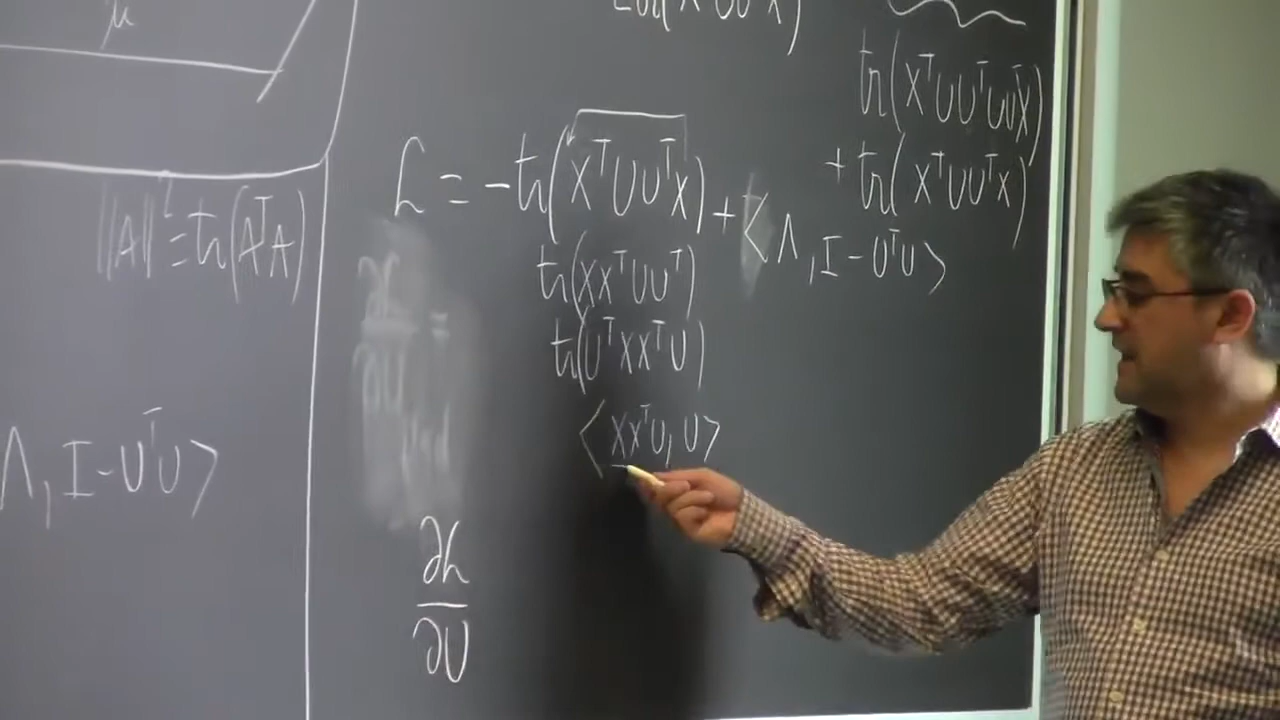 μ
‖A‖² = tr(AᵀA)
Λ, I - UᵀU⟩
L = -tr(XᵀUUᵀX) + ⟨Λ, I - UᵀU⟩
tr(XXᵀUUᵀ)
tr(UᵀXXᵀU)
⟨XXᵀU, U⟩
∂L
∂U
tr(XᵀUUᵀUUX)
+ tr(XᵀUUᵀX)